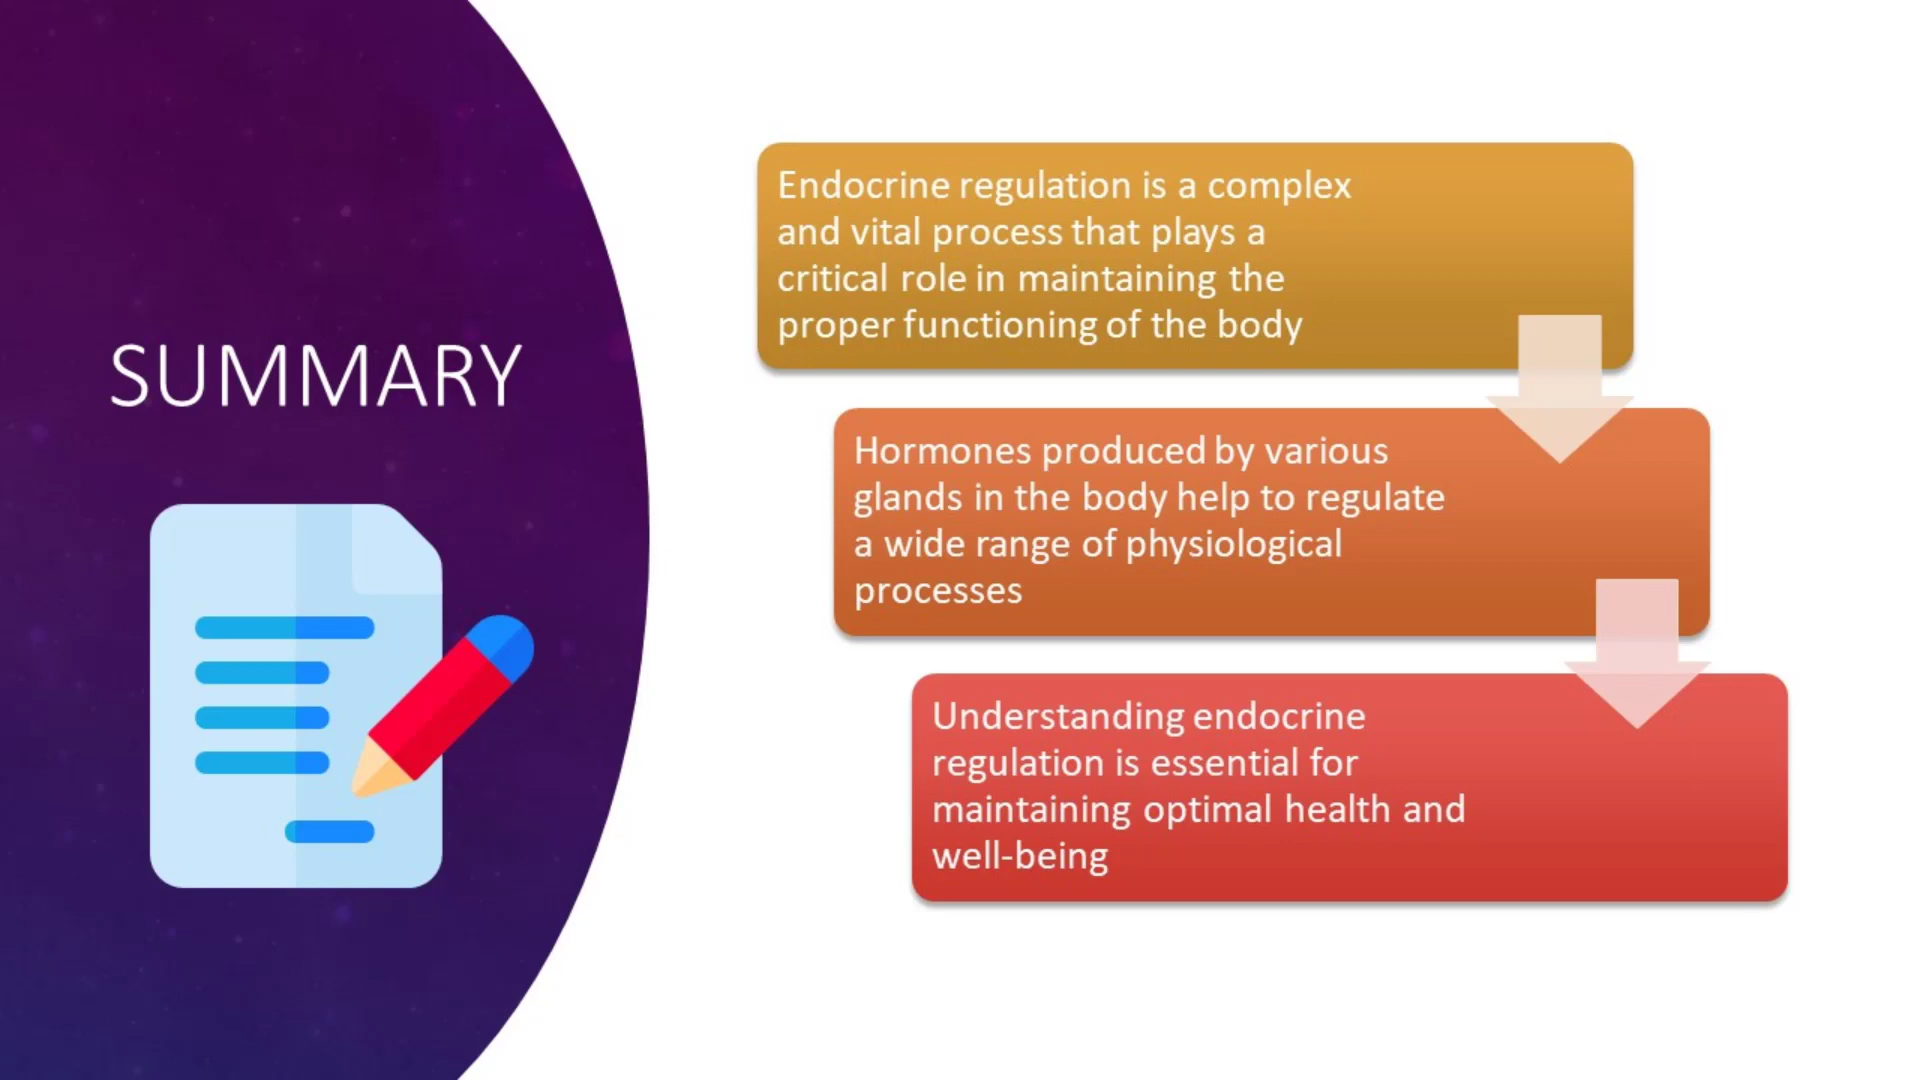 SUMMARY
Endocrine regulation is a complex
and vital process that plays a
critical role in maintaining the
proper functioning of the body
Hormones produced by various
glands in the body help to regulate
a wide range of physiological
processes
Understanding endocrine
regulation is essential for
maintaining optimal health and
well-being